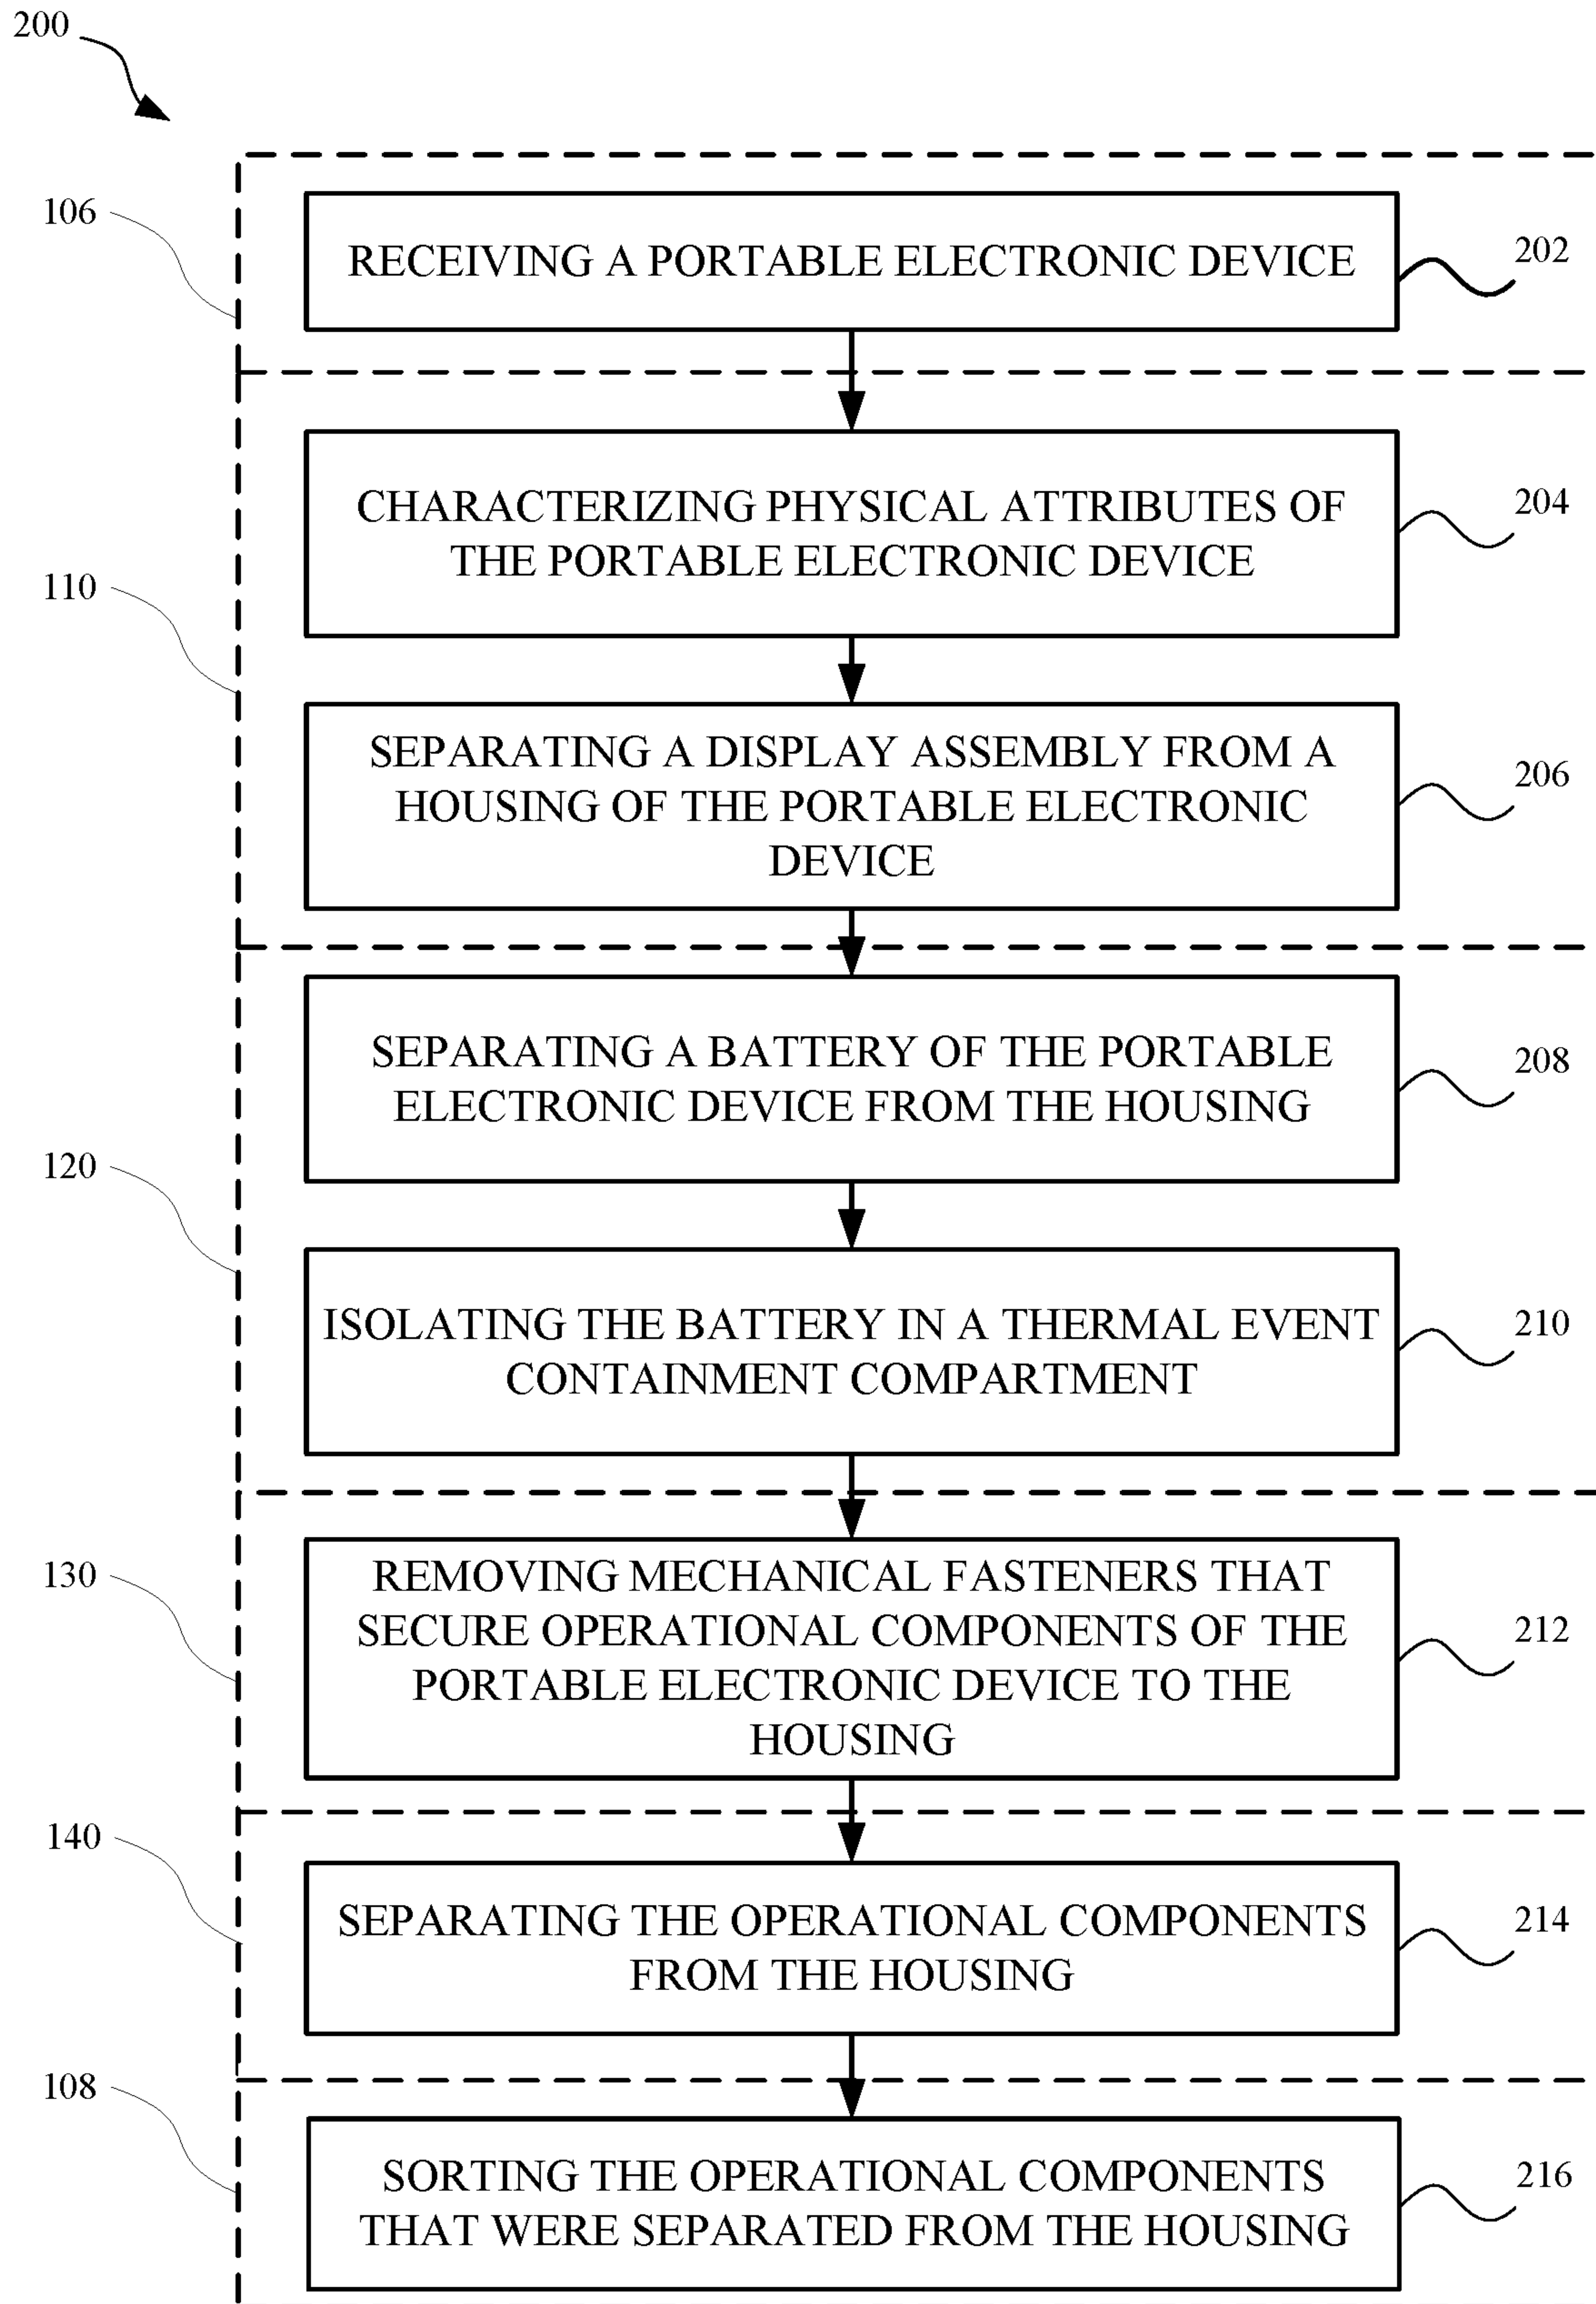 200
106
RECEIVING A PORTABLE ELECTRONIC DEVICE
202
CHARACTERIZING PHYSICAL ATTRIBUTES OF
THE PORTABLE ELECTRONIC DEVICE
204
110
SEPARATING A DISPLAY ASSEMBLY FROM A
HOUSING OF THE PORTABLE ELECTRONIC
DEVICE
206
SEPARATING A BATTERY OF THE PORTABLE
ELECTRONIC DEVICE FROM THE HOUSING
208
120
ISOLATING THE BATTERY IN A THERMAL EVENT
CONTAINMENT COMPARTMENT
210
130
REMOVING MECHANICAL FASTENERS THAT
SECURE OPERATIONAL COMPONENTS OF THE
PORTABLE ELECTRONIC DEVICE TO THE
HOUSING
212
140
SEPARATING THE OPERATIONAL COMPONENTS
FROM THE HOUSING
214
108
SORTING THE OPERATIONAL COMPONENTS
THAT WERE SEPARATED FROM THE HOUSING
216